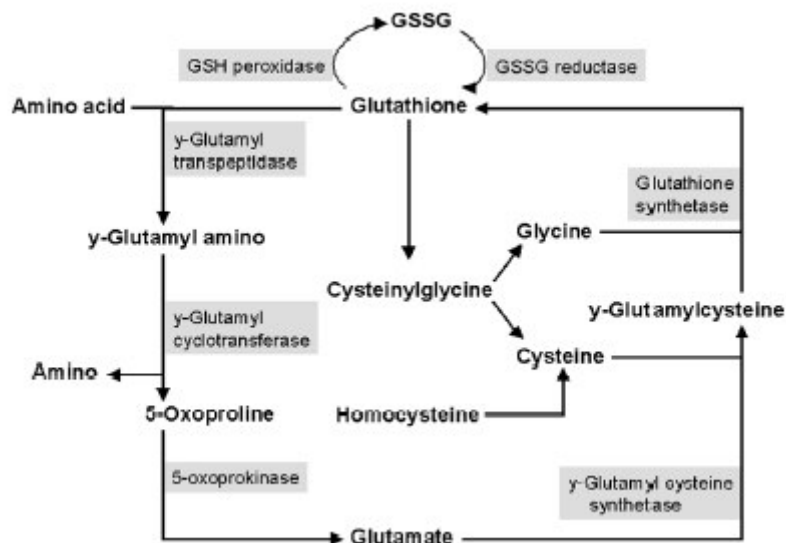 GSSG
GSH peroxidase
GSSG reductase
Amino acid
Glutathione
y-Glutamyl
transpeptidase
Glutathione
synthetase
y-Glutamyl amino
Glycine
Cysteinylglycine
y-Glutamylcysteine
y-Glutamyl
cyclotransferase
Cysteine
Amino
5-Oxoproline
Homocysteine
5-oxoprokinase
y-Glutamyl cysteine
synthetase
Glutamate